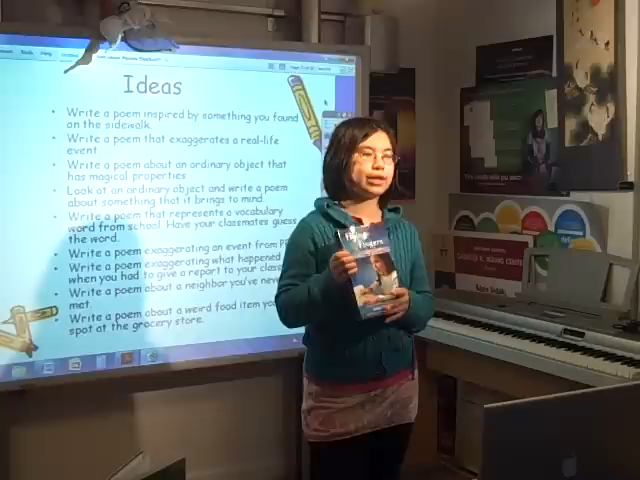 Ideas
Write a poem inspired by something you found
on the sidewalk.
Write a poem that exaggerates a real-life
event
Write a poem about an ordinary object that
has magical properties
Look at an ordinary object and write a poem
about something that it brings to mind.
Write a poem that represents a vocabulary
word from school. Have your classmates guess
the word.
Write a poem exaggerating an event from
Write a poem exaggerating what happened
when you had to give a report to your class
Write a poem about a neighbor you've
met.
Write a poem about a weird food item
spot at the grocery store.
Flying
Fingers